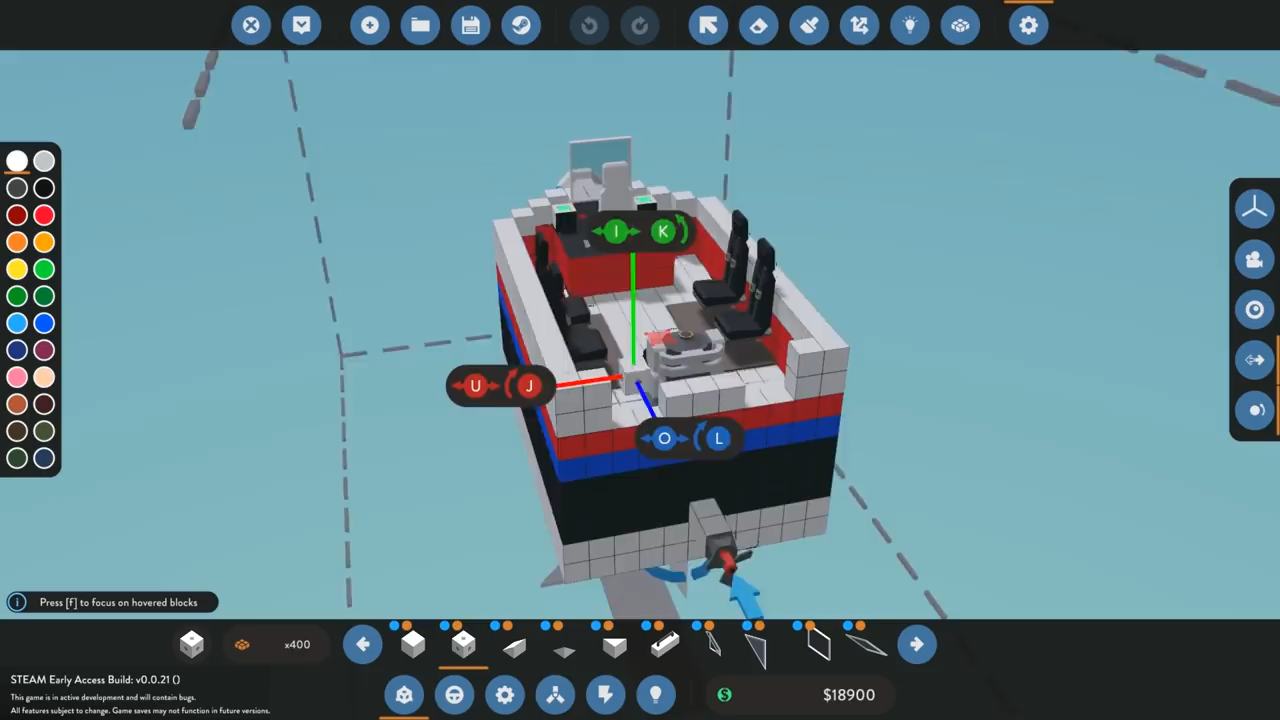 I K
U J
O L
Press [f] to focus on hovered blocks
x400
STEAM Early Access Build: v0.0.21 ()
This game is in active development and will contain bugs.
All features subject to change. Game saves may not function in future versions.
$ $18900